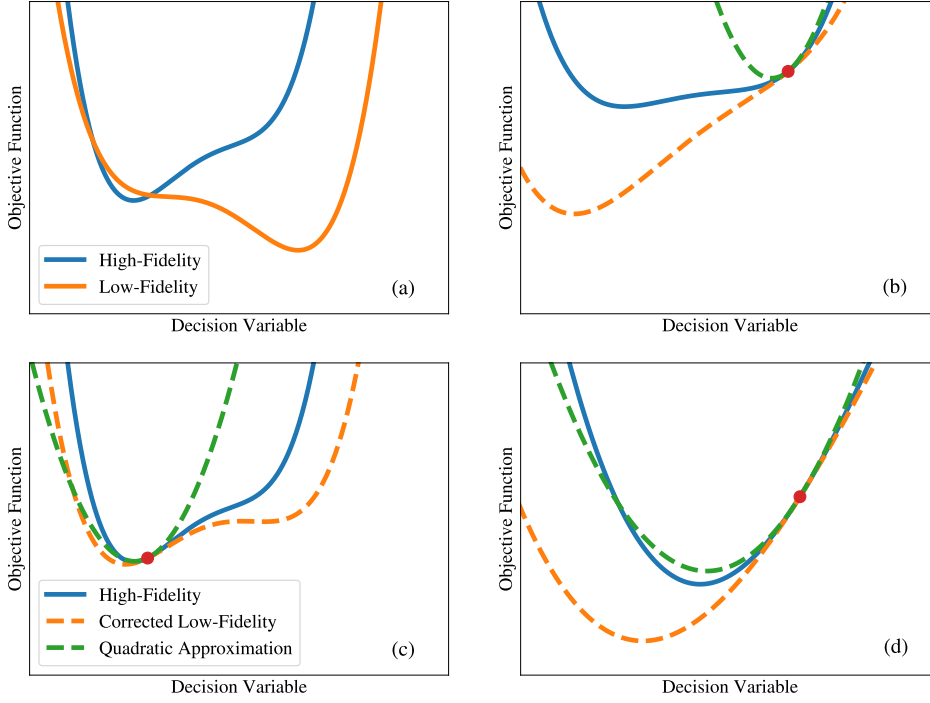 Objective Function
High-Fidelity
Low-Fidelity
(a)
Decision Variable
Objective Function
(b)
Decision Variable
Objective Function
High-Fidelity
Corrected Low-Fidelity
Quadratic Approximation
(c)
Decision Variable
Objective Function
(d)
Decision Variable